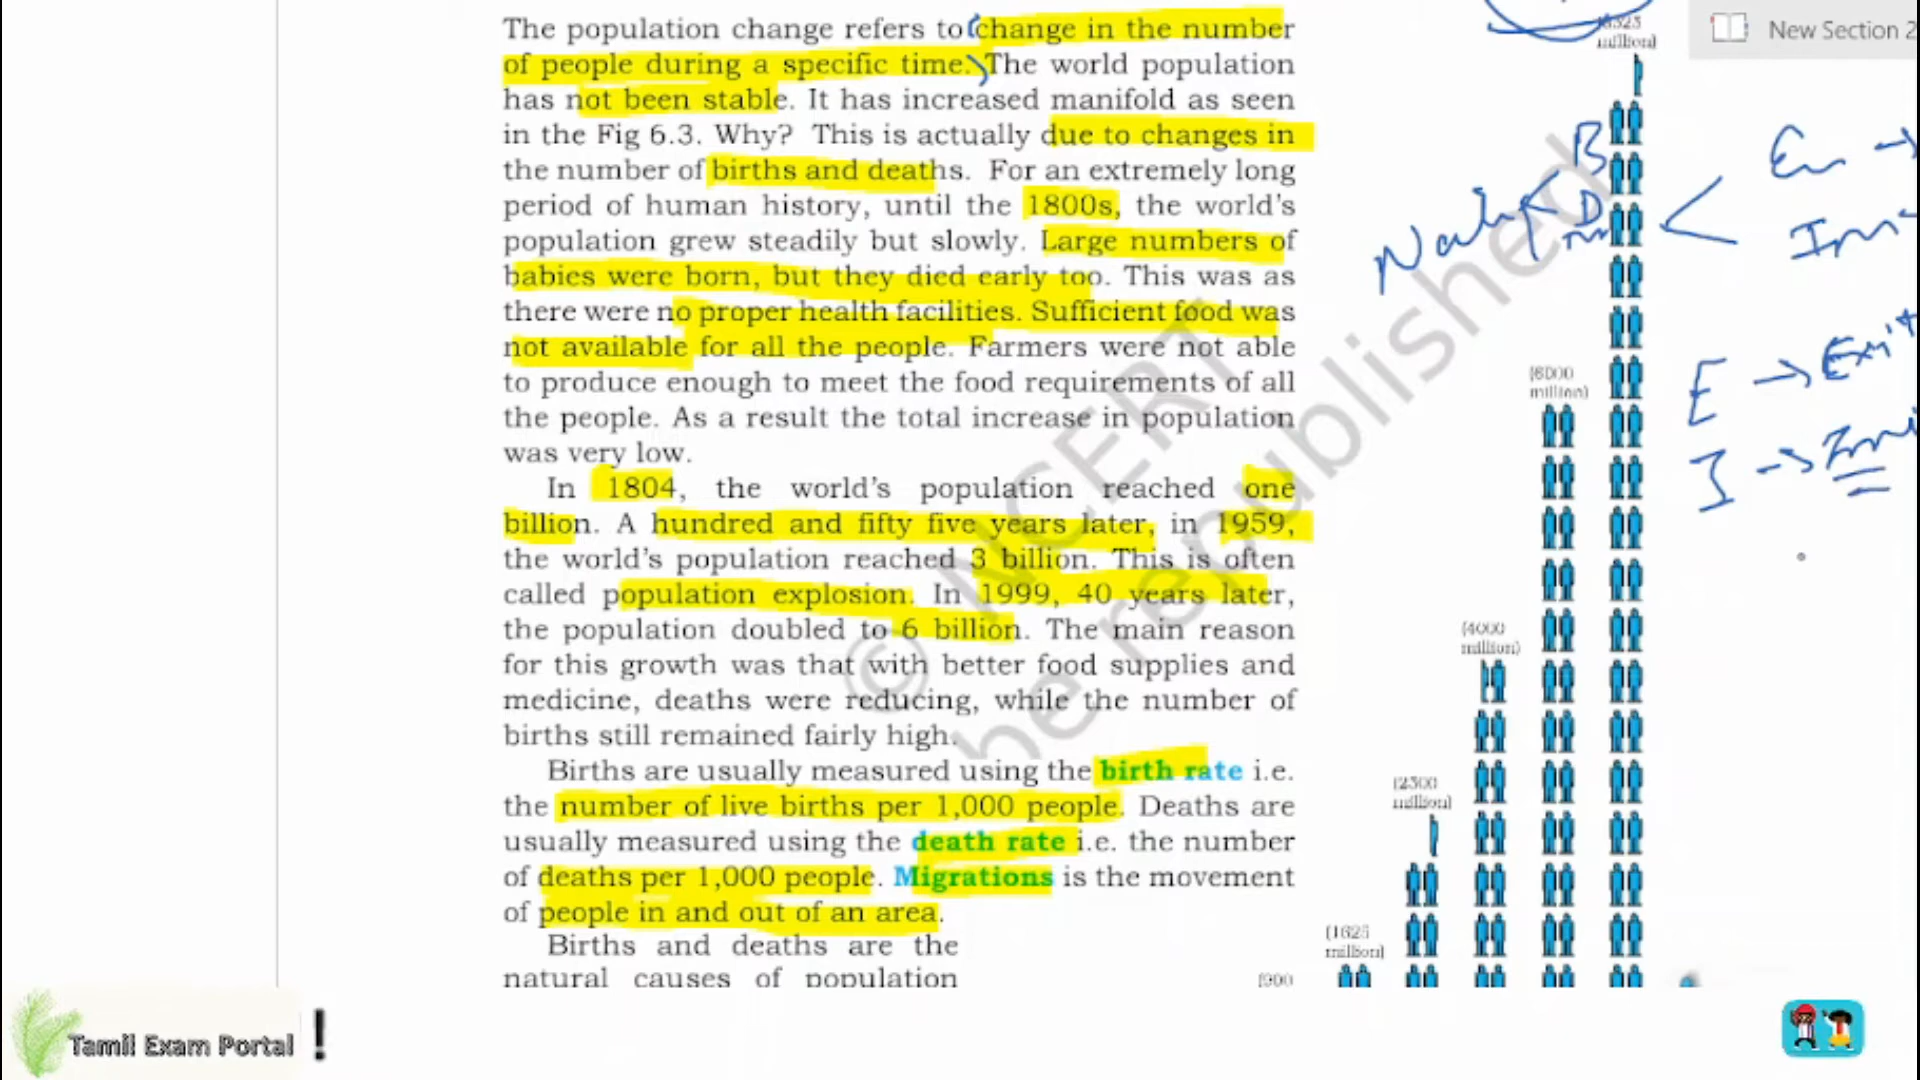 The population change refers to change in the number
of people during a specific time. The world population
has not been stable. It has increased manifold as seen
in the Fig 6.3. Why? This is actually due to changes in
the number of births and deaths. For an extremely long
period of human history, until the 1800s, the world's
population grew steadily but slowly. Large numbers of
babies were born, but they died early too. This was as
there were no proper health facilities. Sufficient food was
not available for all the people. Farmers were not able
to produce enough to meet the food requirements of all
the people. As a result the total increase in population
was very low.
In 1804, the world's population reached one
billion. A hundred and fifty five years later, in 1959,
the world's population reached 3 billion. This is often
called population explosion. In 1999, 40 years later,
the population doubled to 6 billion. The main reason
for this growth was that with better food supplies and
medicine, deaths were reducing, while the number of
births still remained fairly high.
Births are usually measured using the birth rate i.e.
the number of live births per 1,000 people. Deaths are
usually measured using the death rate i.e. the number
of deaths per 1,000 people. Migrations is the movement
of people in and out of an area.
Births and deaths are the
natural causes of population
© NCERT
be republished
million)
(6000
million)
(4000
million)
(2500
million)
(1625
million)
(900
B
D
E → Exit
I →
New Section 2
Tamil Exam Portal !